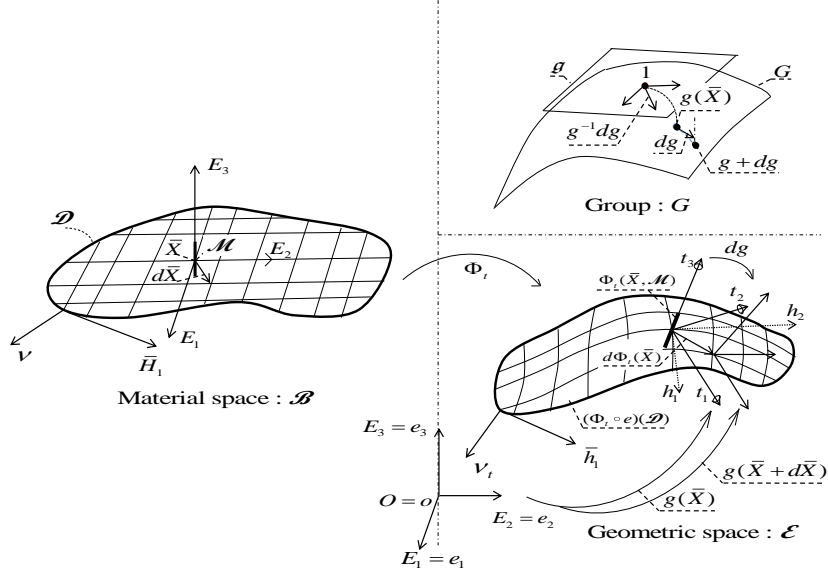 𝔤
1
G
g(X̄)
g⁻¹dg
dg
g + dg
Group : G
E₃
𝒟
X̄
ℳ
E₂
dX̄
E₁
ν
H̄₁
Material space : ℬ
Φₜ
t₃
dg
Φₜ(X̄,ℳ)
t₂
h₂
dΦₜ(X̄)
h₁
t₁
(Φₜ ∘ e)(𝒟)
h̄₁
νₜ
E₃ = e₃
O = o
E₂ = e₂
E₁ = e₁
g(X̄ + dX̄)
g(X̄)
Geometric space : ℰ